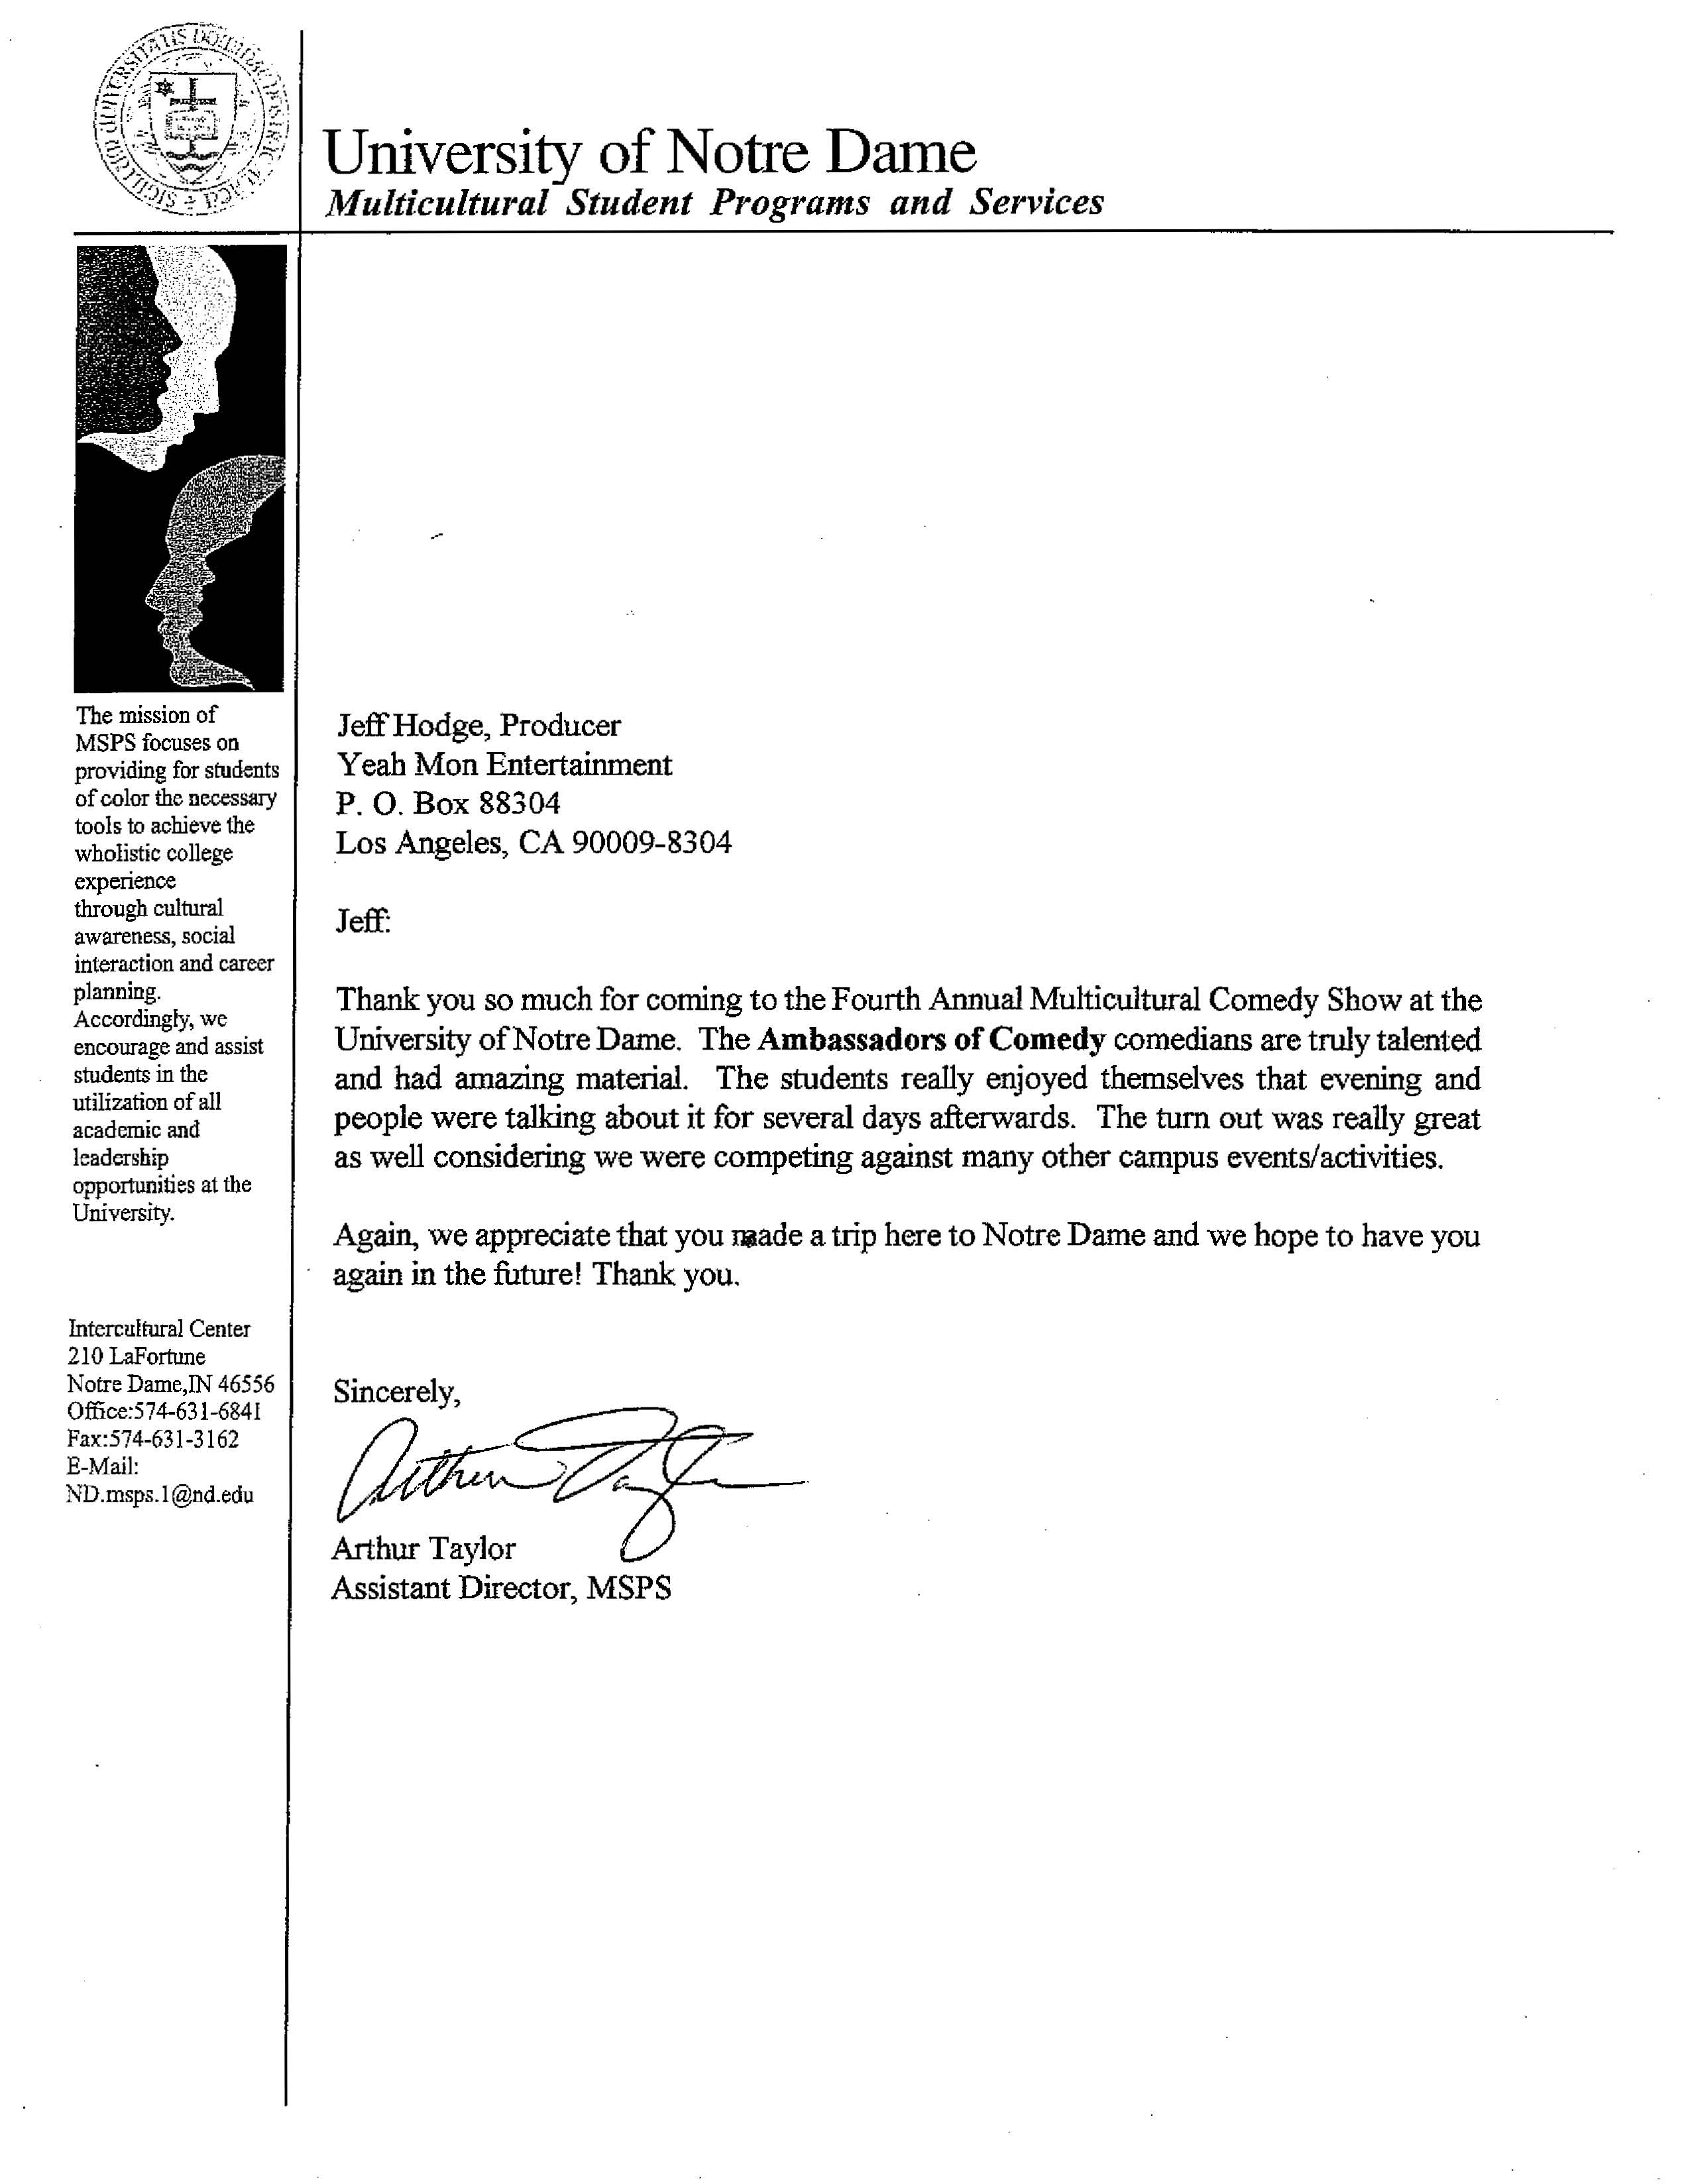 University of Notre Dame
Multicultural Student Programs and Services
The mission of
MSPS focuses on
providing for students
of color the necessary
tools to achieve the
wholistic college
experience
through cultural
awareness, social
interaction and career
planning.
Accordingly, we
encourage and assist
students in the
utilization of all
academic and
leadership
opportunities at the
University.
Intercultural Center
210 LaFortune
Notre Dame,IN 46556
Office:574-631-6841
Fax:574-631-3162
E-Mail:
ND.msps.1@nd.edu
Jeff Hodge, Producer
Yeah Mon Entertainment
P. O. Box 88304
Los Angeles, CA 90009-8304
Jeff:
Thank you so much for coming to the Fourth Annual Multicultural Comedy Show at the
University of Notre Dame. The Ambassadors of Comedy comedians are truly talented
and had amazing material. The students really enjoyed themselves that evening and
people were talking about it for several days afterwards. The turn out was really great
as well considering we were competing against many other campus events/activities.
Again, we appreciate that you made a trip here to Notre Dame and we hope to have you
again in the future! Thank you.
Sincerely,
Arthur Taylor
Arthur Taylor
Assistant Director, MSPS